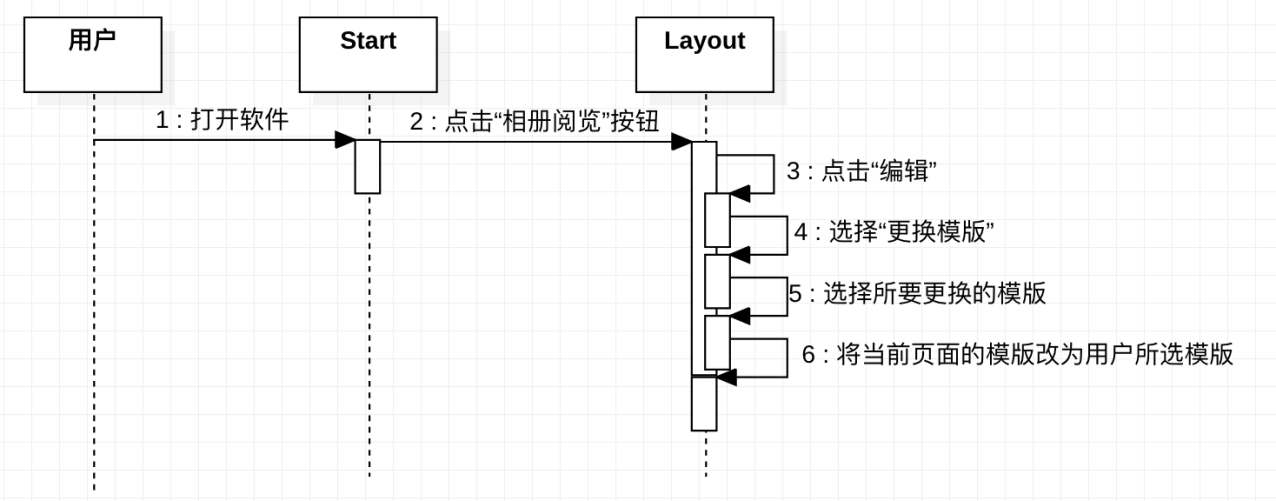 用户
Start
Layout
1 : 打开软件
2 : 点击“相册阅览”按钮
3 : 点击“编辑”
4 : 选择“更换模版”
5 : 选择所要更换的模版
6 : 将当前页面的模版改为用户所选模版